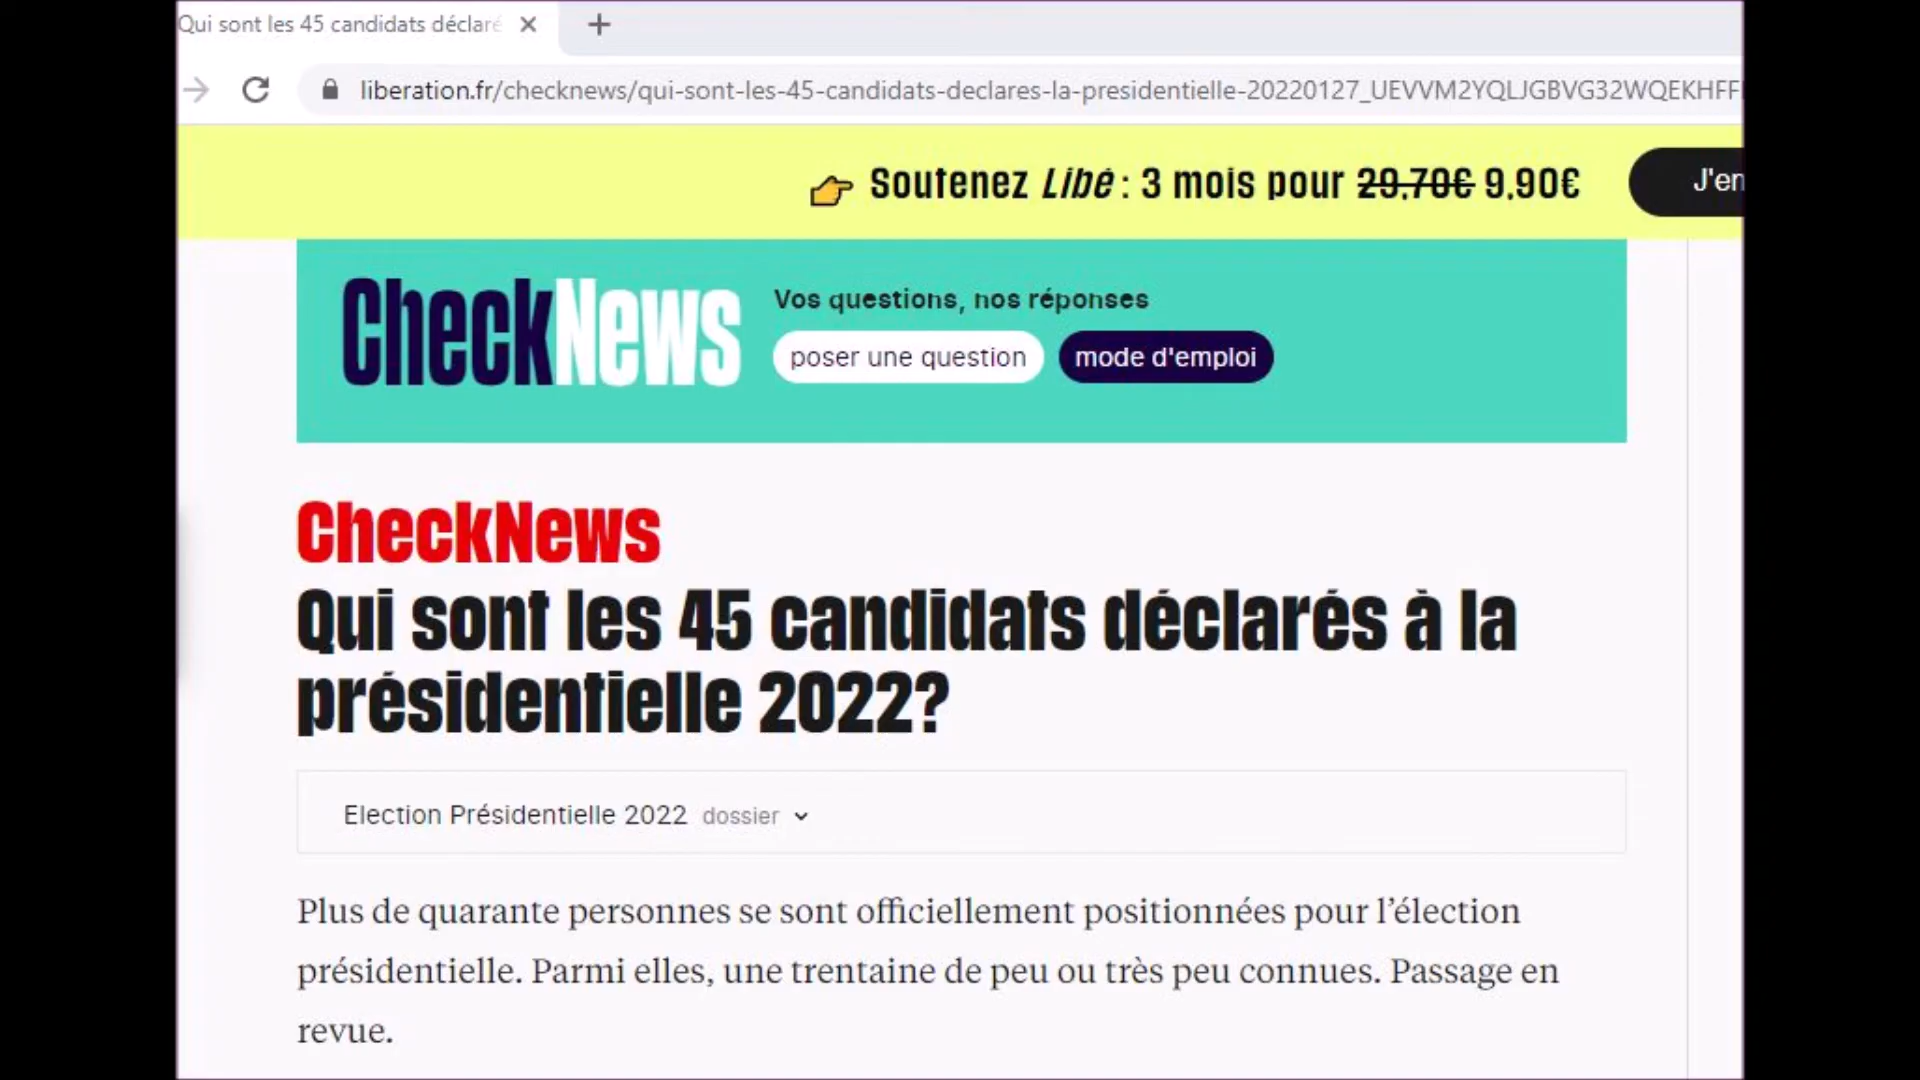 Qui sont les 45 candidats déclaré
liberation.fr/checknews/qui-sont-les-45-candidats-declares-la-presidentielle-20220127_UEVVM2YQLJGBVG32WQEKHFF
👉 Soutenez Libé : 3 mois pour 29,70€ 9,90€
J'en
CheckNews
Vos questions, nos réponses
poser une question mode d'emploi
CheckNews
Qui sont les 45 candidats déclarés à la
présidentielle 2022?
Election Présidentielle 2022 dossier
Plus de quarante personnes se sont officiellement positionnées pour l’élection
présidentielle. Parmi elles, une trentaine de peu ou très peu connues. Passage en
revue.